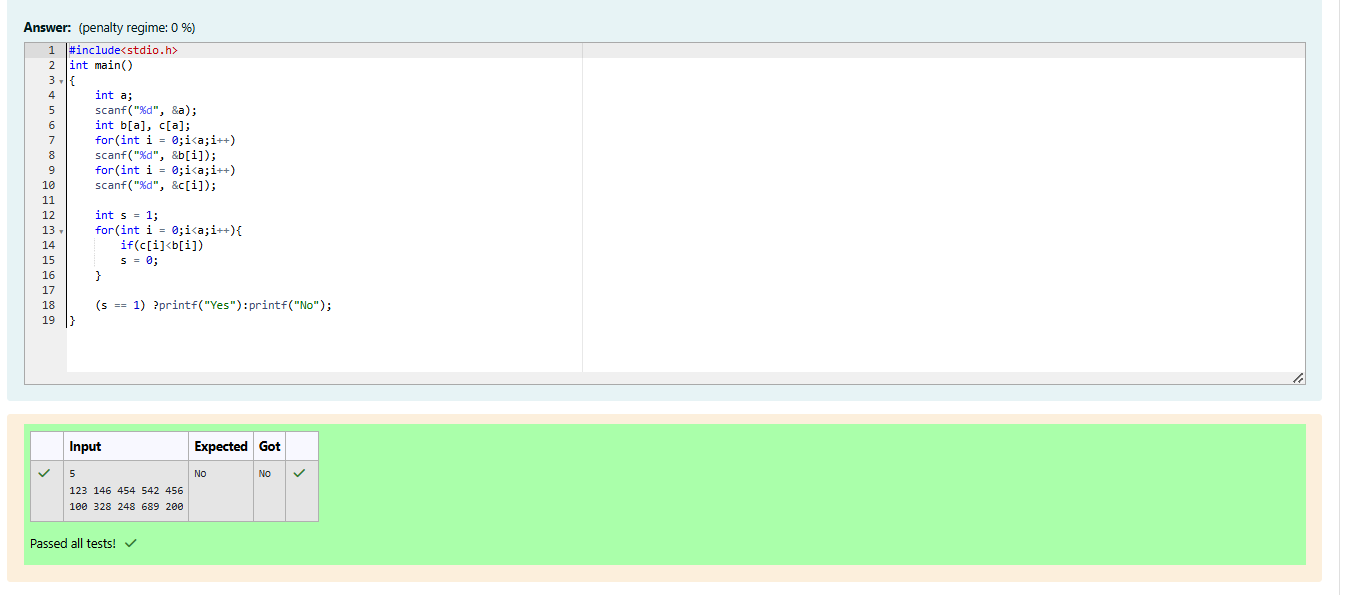 Answer: (penalty regime: 0 %)
1 #include<stdio.h>
2 int main()
3 {
4 int a;
5 scanf("%d", &a);
6 int b[a], c[a];
7 for(int i = 0;i<a;i++)
8 scanf("%d", &b[i]);
9 for(int i = 0;i<a;i++)
10 scanf("%d", &c[i]);
11
12 int s = 1;
13 for(int i = 0;i<a;i++){
14 if(c[i]<b[i])
15 s = 0;
16 }
17
18 (s == 1) ?printf("Yes"):printf("No");
19 }
Input Expected Got
5 No No
123 146 454 542 456
100 328 248 689 200
Passed all tests!